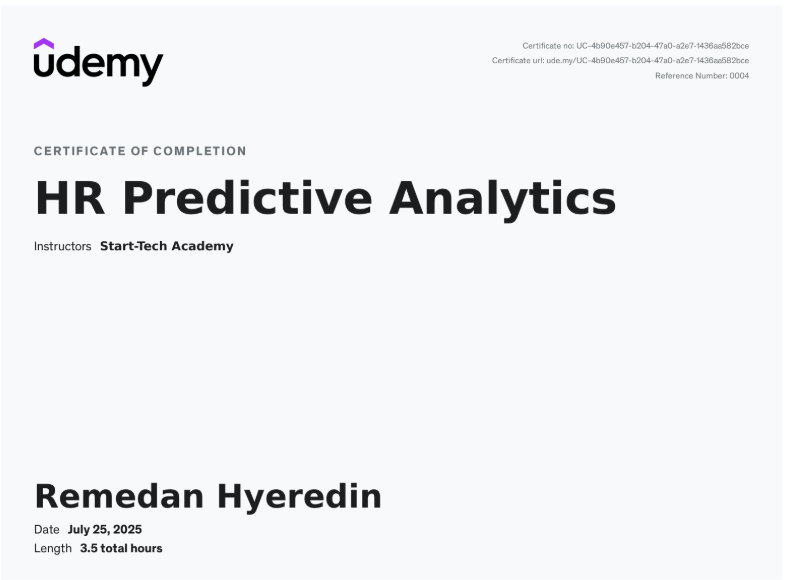 udemy
Certificate no: UC-4b90e457-b204-47a0-a2e7-1436aa582bce
Certificate url: ude.my/UC-4b90e457-b204-47a0-a2e7-1436aa582bce
Reference Number: 0004
CERTIFICATE OF COMPLETION
HR Predictive Analytics
Instructors Start-Tech Academy
Remedan Hyeredin
Date July 25, 2025
Length 3.5 total hours